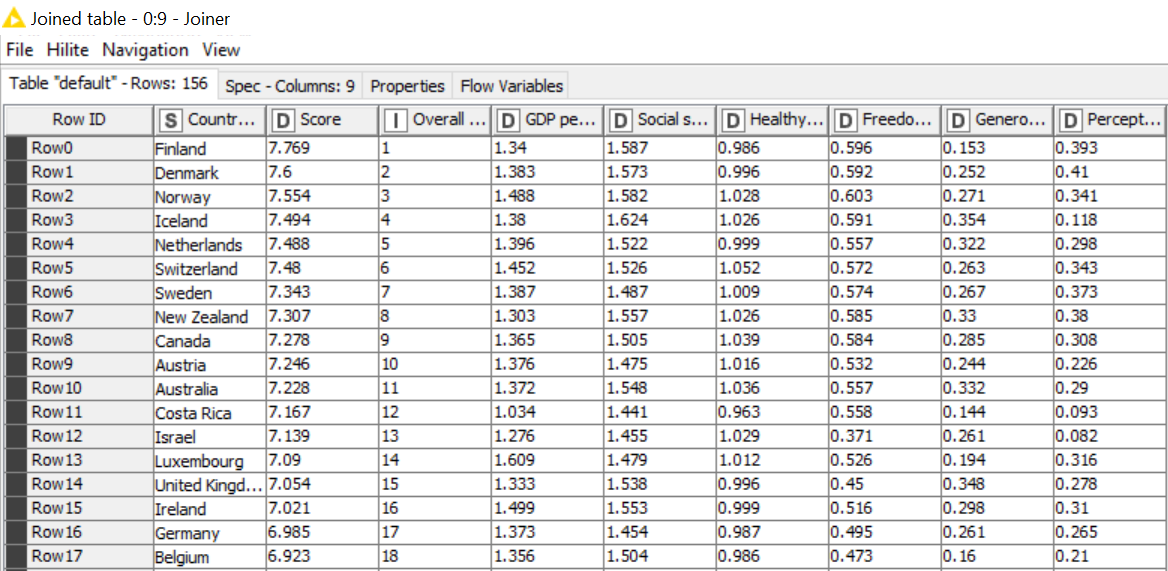 Joined table - 0:9 - Joiner
File Hilite Navigation View
Table "default" - Rows: 156 Spec - Columns: 9 Properties Flow Variables
Row ID S Countr... D Score I Overall ... D GDP pe... D Social s... D Healthy... D Freedo... D Genero... D Percept...
Row0 Finland 7.769 1 1.34 1.587 0.986 0.596 0.153 0.393
Row1 Denmark 7.6 2 1.383 1.573 0.996 0.592 0.252 0.41
Row2 Norway 7.554 3 1.488 1.582 1.028 0.603 0.271 0.341
Row3 Iceland 7.494 4 1.38 1.624 1.026 0.591 0.354 0.118
Row4 Netherlands 7.488 5 1.396 1.522 0.999 0.557 0.322 0.298
Row5 Switzerland 7.48 6 1.452 1.526 1.052 0.572 0.263 0.343
Row6 Sweden 7.343 7 1.387 1.487 1.009 0.574 0.267 0.373
Row7 New Zealand 7.307 8 1.303 1.557 1.026 0.585 0.33 0.38
Row8 Canada 7.278 9 1.365 1.505 1.039 0.584 0.285 0.308
Row9 Austria 7.246 10 1.376 1.475 1.016 0.532 0.244 0.226
Row10 Australia 7.228 11 1.372 1.548 1.036 0.557 0.332 0.29
Row11 Costa Rica 7.167 12 1.034 1.441 0.963 0.558 0.144 0.093
Row12 Israel 7.139 13 1.276 1.455 1.029 0.371 0.261 0.082
Row13 Luxembourg 7.09 14 1.609 1.479 1.012 0.526 0.194 0.316
Row14 United Kingd... 7.054 15 1.333 1.538 0.996 0.45 0.348 0.278
Row15 Ireland 7.021 16 1.499 1.553 0.999 0.516 0.298 0.31
Row16 Germany 6.985 17 1.373 1.454 0.987 0.495 0.261 0.265
Row17 Belgium 6.923 18 1.356 1.504 0.986 0.473 0.16 0.21